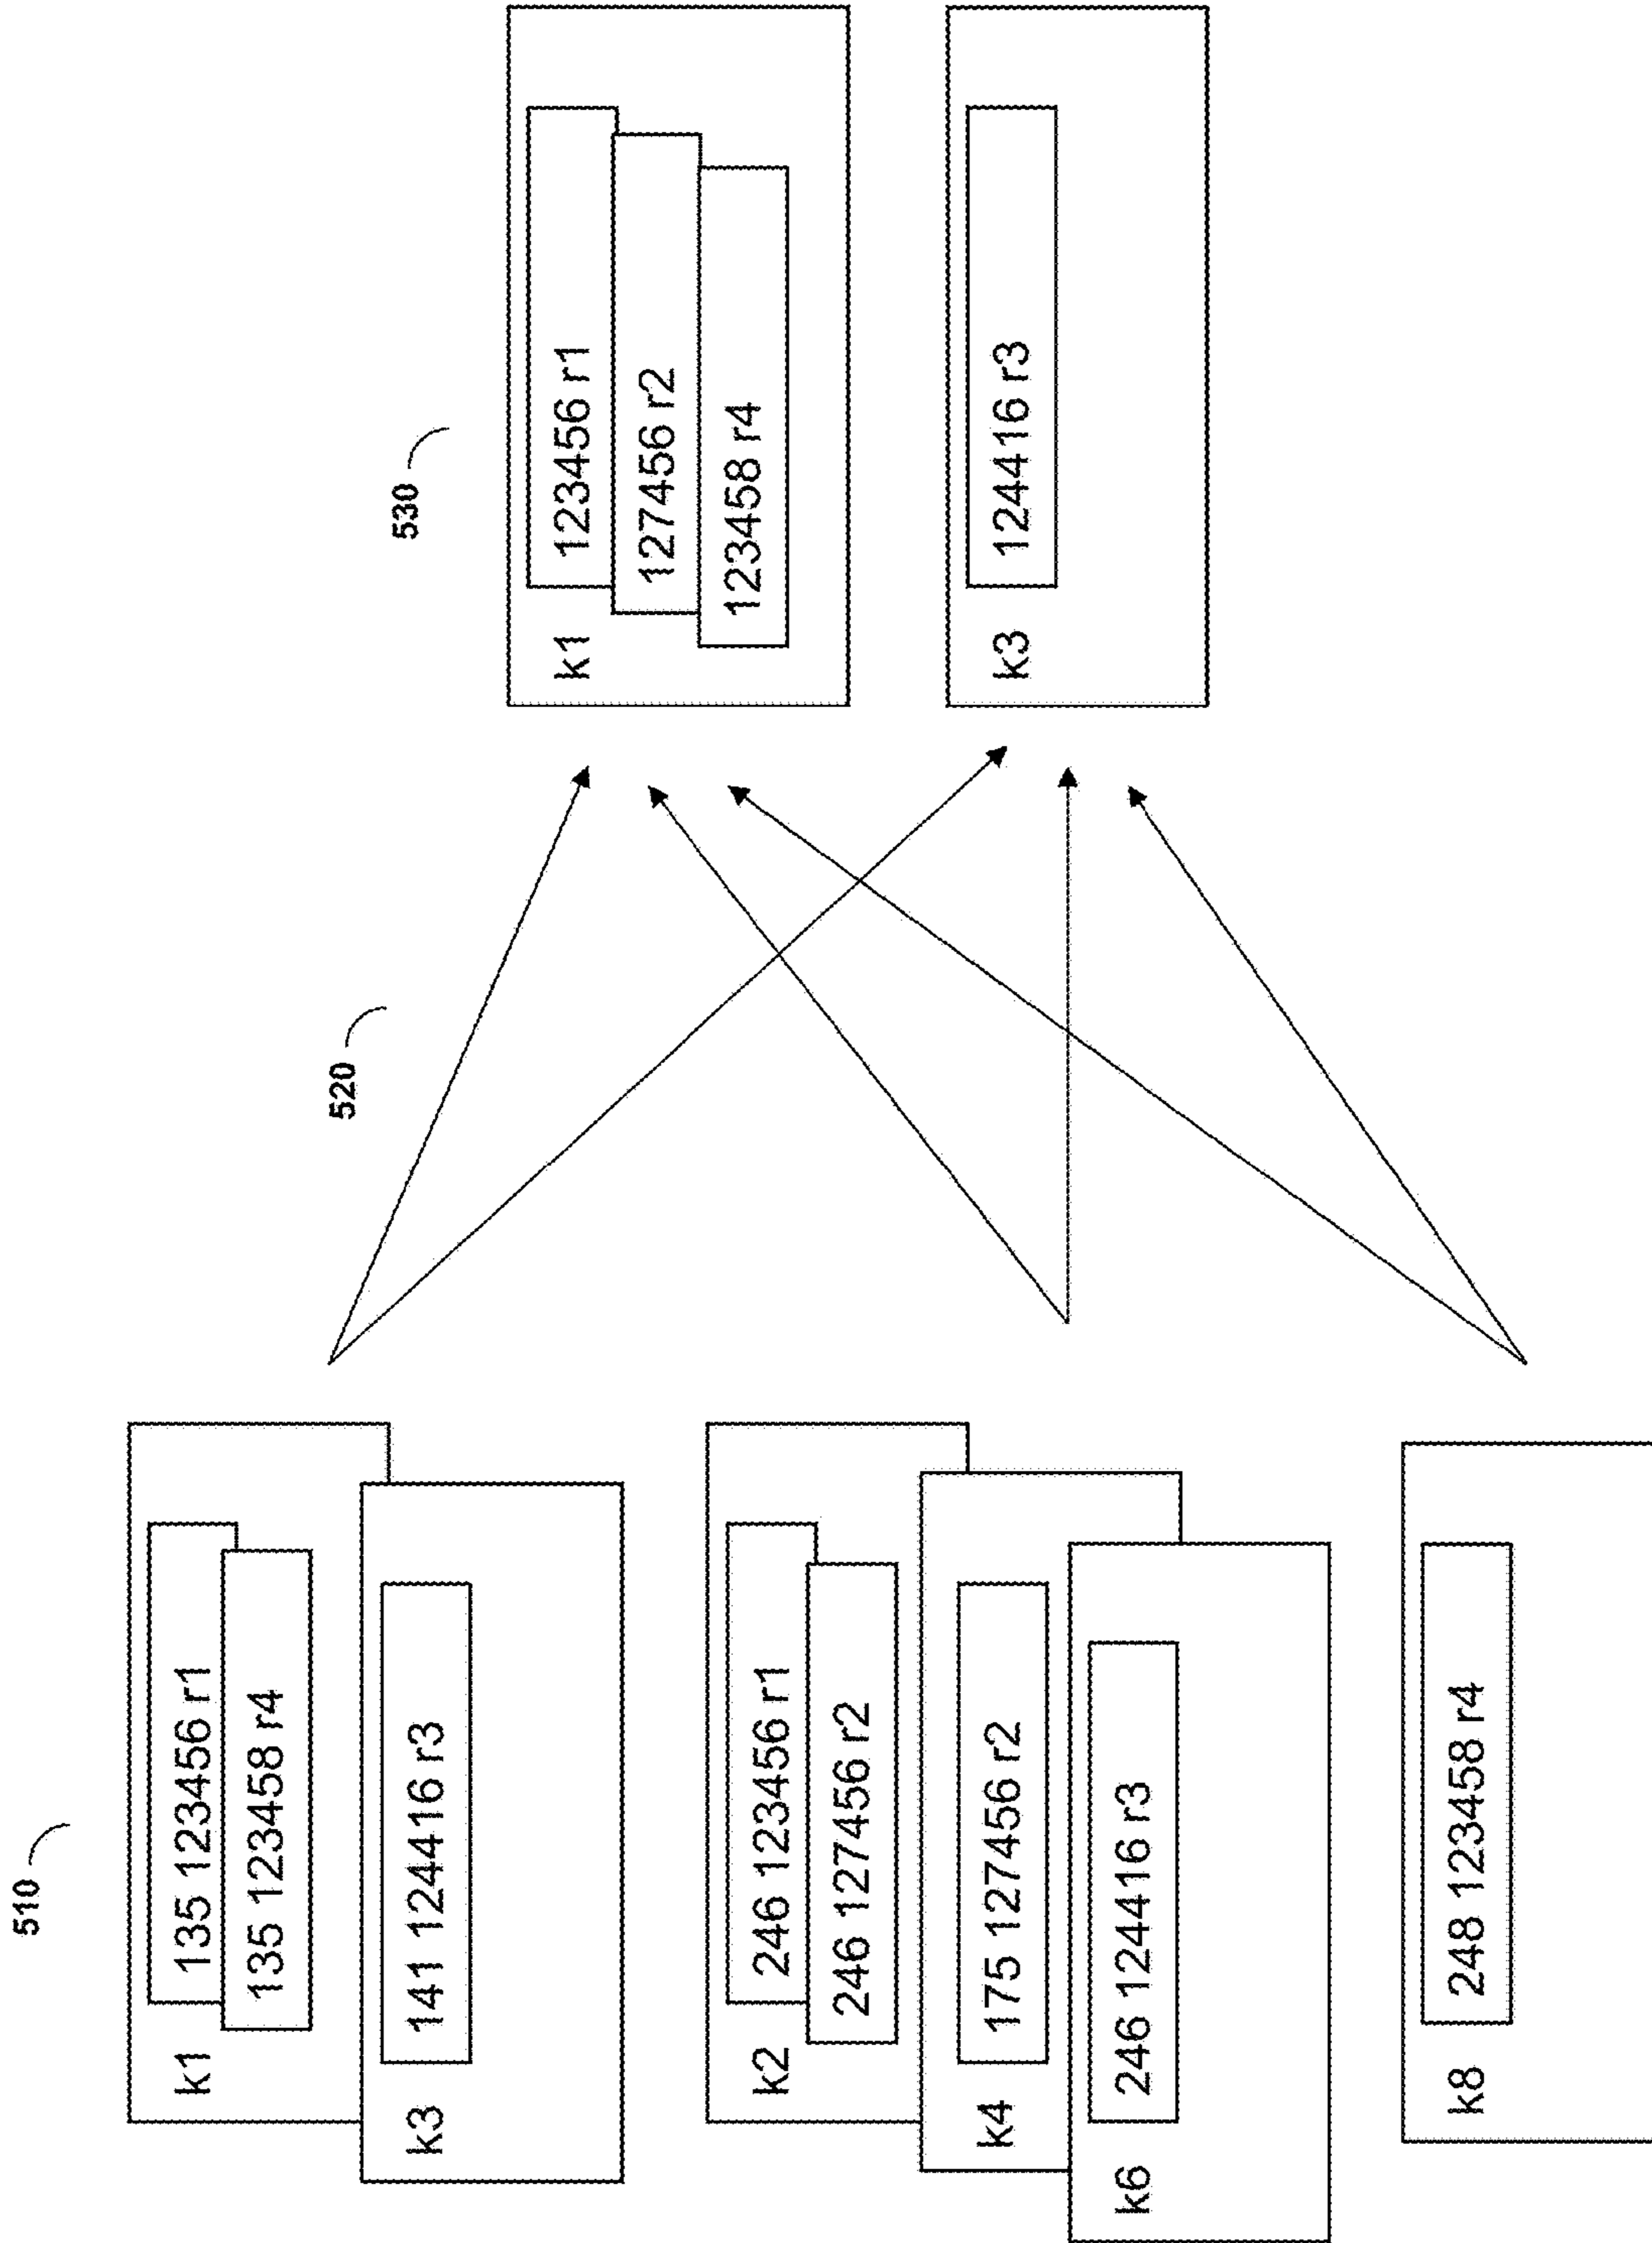 510
520
530
k1
135 123456 r1
135 123458 r4
k3
141 124416 r3
k2
246 123456 r1
246 127456 r2
k4
175 127456 r2
k6
246 124416 r3
k8
248 123458 r4
k1
123456 r1
127456 r2
123458 r4
k3
124416 r3